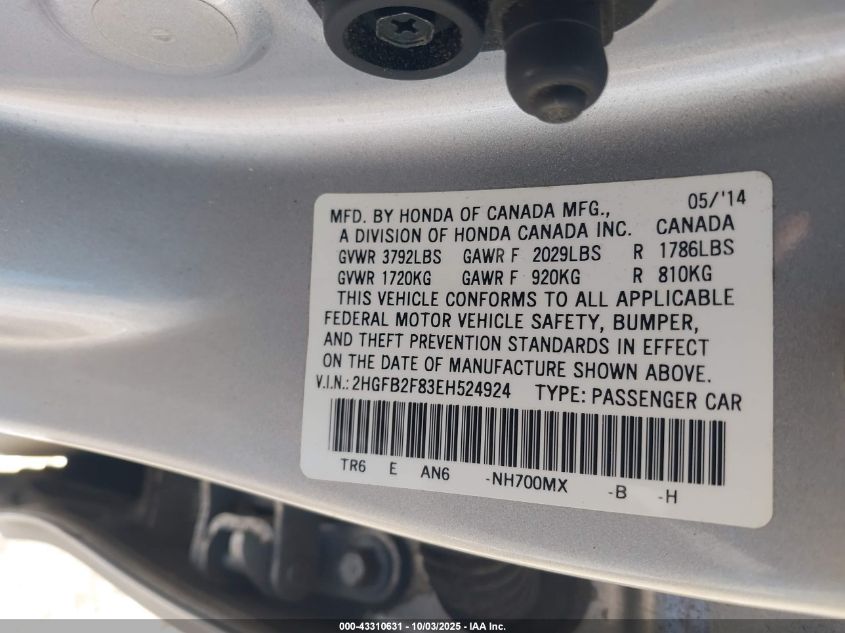 MFD. BY HONDA OF CANADA MFG., 05/'14
A DIVISION OF HONDA CANADA INC. CANADA
GVWR 3792LBS GAWR F 2029LBS R 1786LBS
GVWR 1720KG GAWR F 920KG R 810KG
THIS VEHICLE CONFORMS TO ALL APPLICABLE
FEDERAL MOTOR VEHICLE SAFETY, BUMPER,
AND THEFT PREVENTION STANDARDS IN EFFECT
ON THE DATE OF MANUFACTURE SHOWN ABOVE.
V.I.N.: 2HGFB2F83EH524924 TYPE: PASSENGER CAR
TR6 E AN6 -NH700MX -B -H
000-43310631 - 10/03/2025 - IAA Inc.